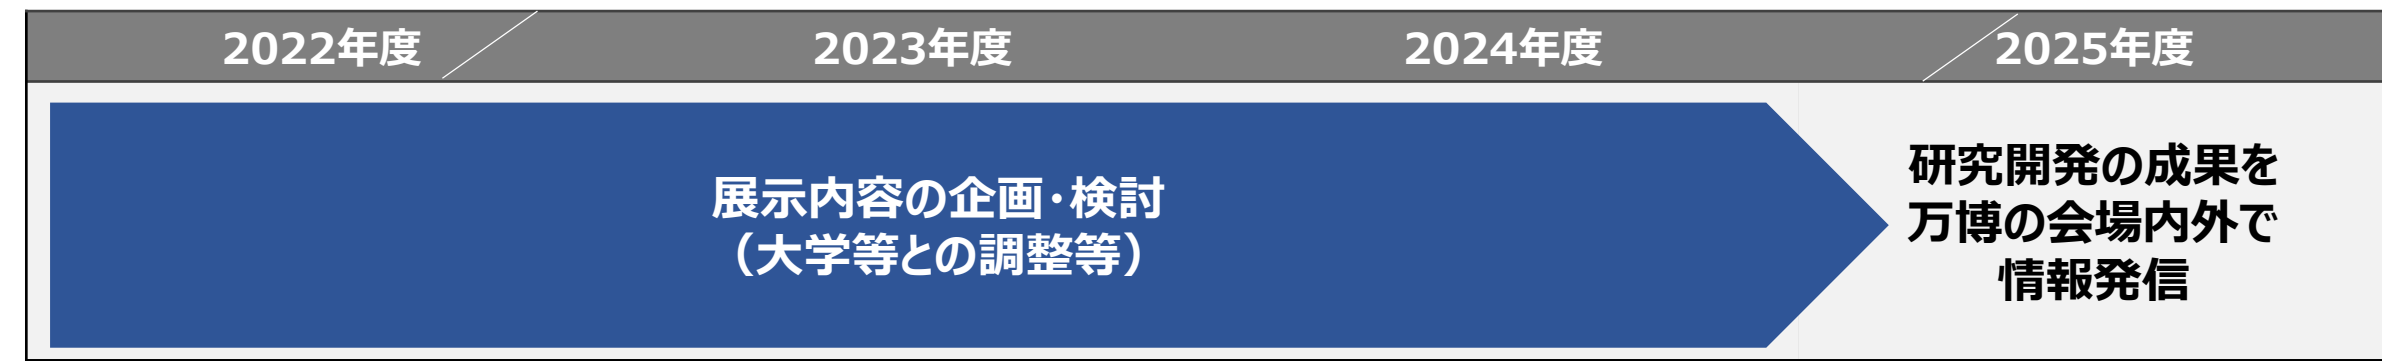 2022年度
2023年度
2024年度
2025年度
展示内容の企画・検討
（大学等との調整等）
研究開発の成果を
万博の会場内外で
情報発信